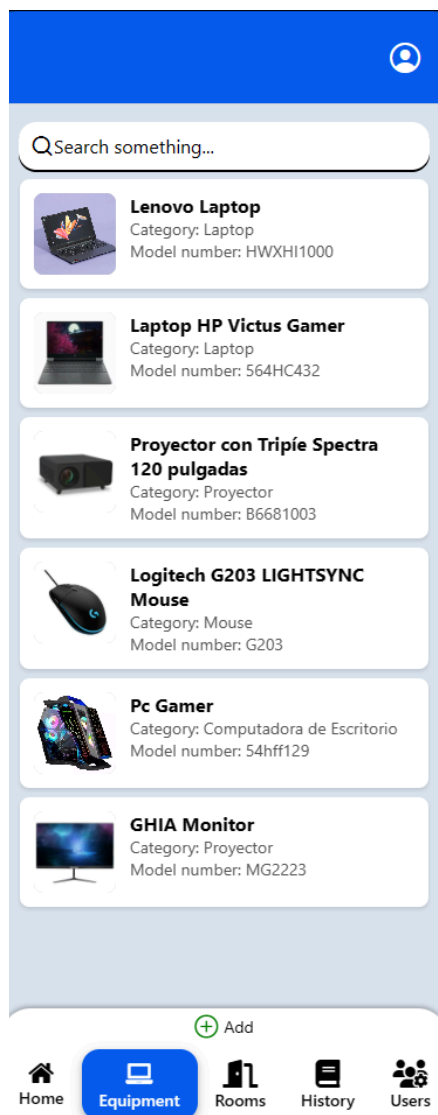 Search something...
Lenovo Laptop
Category: Laptop
Model number: HWXHI1000
Laptop HP Victus Gamer
Category: Laptop
Model number: 564HC432
Proyector con Tripíe Spectra
120 pulgadas
Category: Proyector
Model number: B6681003
Logitech G203 LIGHTSYNC
Mouse
Category: Mouse
Model number: G203
Pc Gamer
Category: Computadora de Escritorio
Model number: 54hff129
GHIA Monitor
Category: Proyector
Model number: MG2223
Add
Home
Equipment
Rooms
History
Users